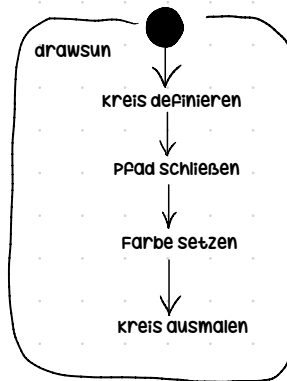 drawsun
Kreis definieren
Pfad schließen
Farbe setzen
Kreis ausmalen